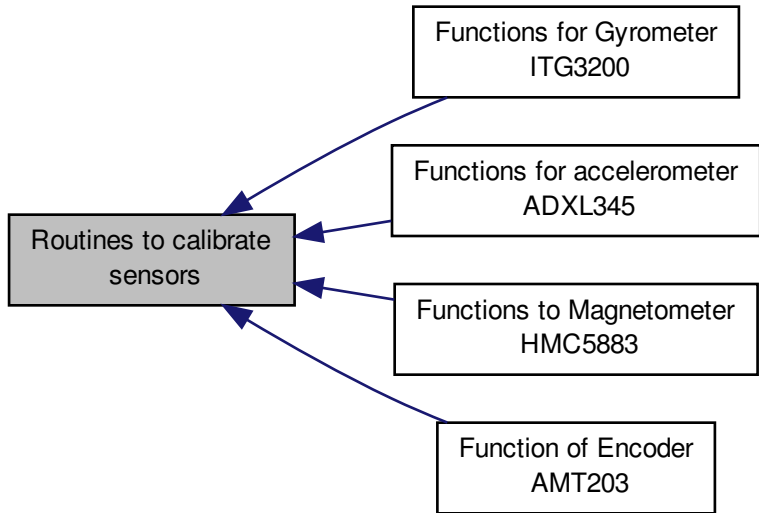 Functions for Gyrometer
ITG3200
Functions for accelerometer
ADXL345
Routines to calibrate
sensors
Functions to Magnetometer
HMC5883
Function of Encoder
AMT203